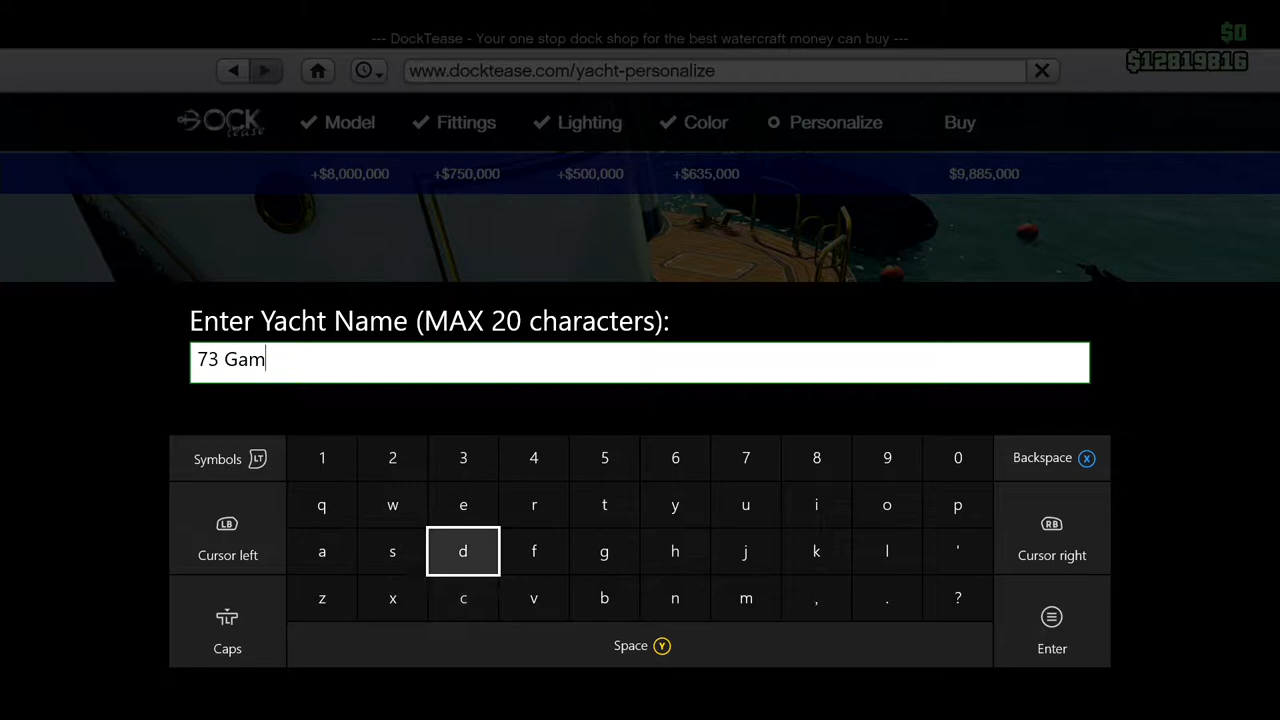 --- DockTease - Your one stop dock shop for the best watercraft money can buy ---
$0
www.docktease.com/yacht-personalize
$12819816
DOCK tease
Model
Fittings
Lighting
Color
Personalize
Buy
+$8,000,000
+$750,000
+$500,000
+$635,000
$9,885,000
Enter Yacht Name (MAX 20 characters):
73 Gam
Symbols LT 1 2 3 4 5 6 7 8 9 0 Backspace X
q w e r t y u i o p
LB
RB
Cursor left a s d f g h j k l ' Cursor right
z x c v b n m , . ?
Caps Space Y Enter